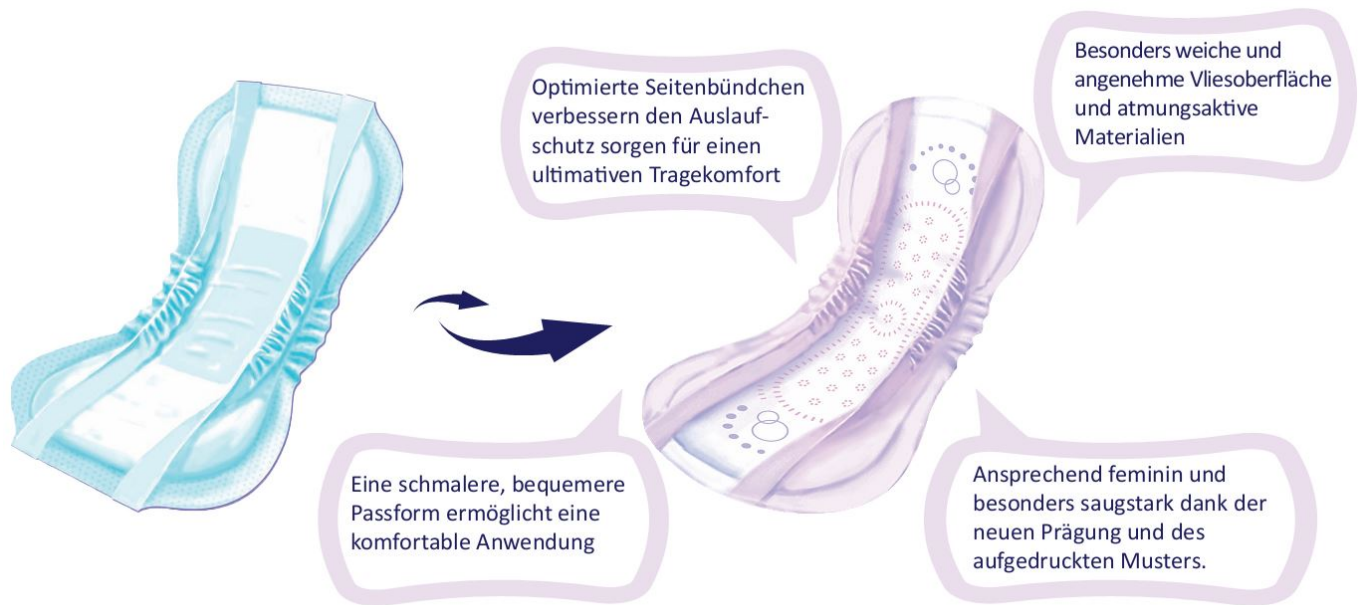 Optimierte Seitenbündchen
verbessern den Auslauf-
schutz sorgen für einen
ultimativen Tragekomfort
Besonders weiche und
angenehme Vliesoberfläche
und atmungsaktive
Materialien
Eine schmalere, bequemere
Passform ermöglicht eine
komfortable Anwendung
Ansprechend feminin und
besonders saugstark dank der
neuen Prägung und des
aufgedruckten Musters.